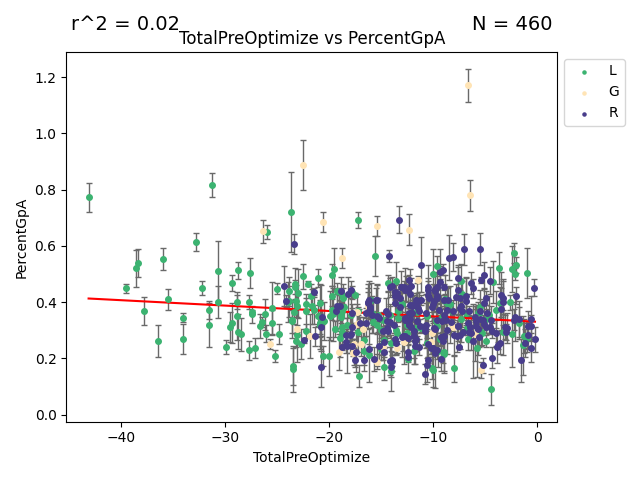 r^2 = 0.02
N = 460
TotalPreOptimize vs PercentGpA
L
G
R
PercentGpA
1.2
1.0
0.8
0.6
0.4
0.2
0.0
−40
−30
−20
−10
0
TotalPreOptimize